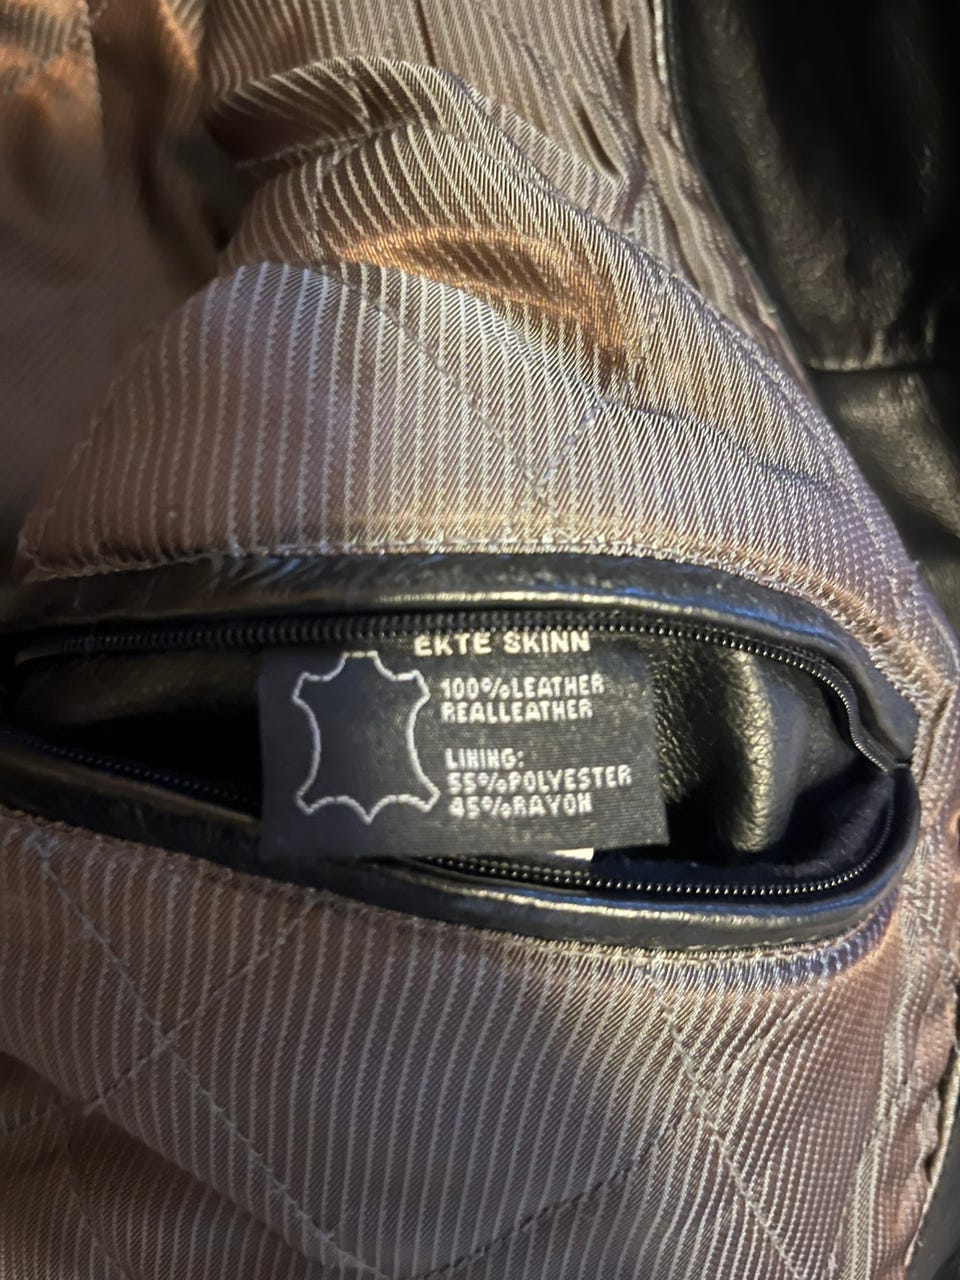 EKTE SKINN
100%LEATHER
REALLEATHER
LINING:
55%POLYESTER
45%RAYON